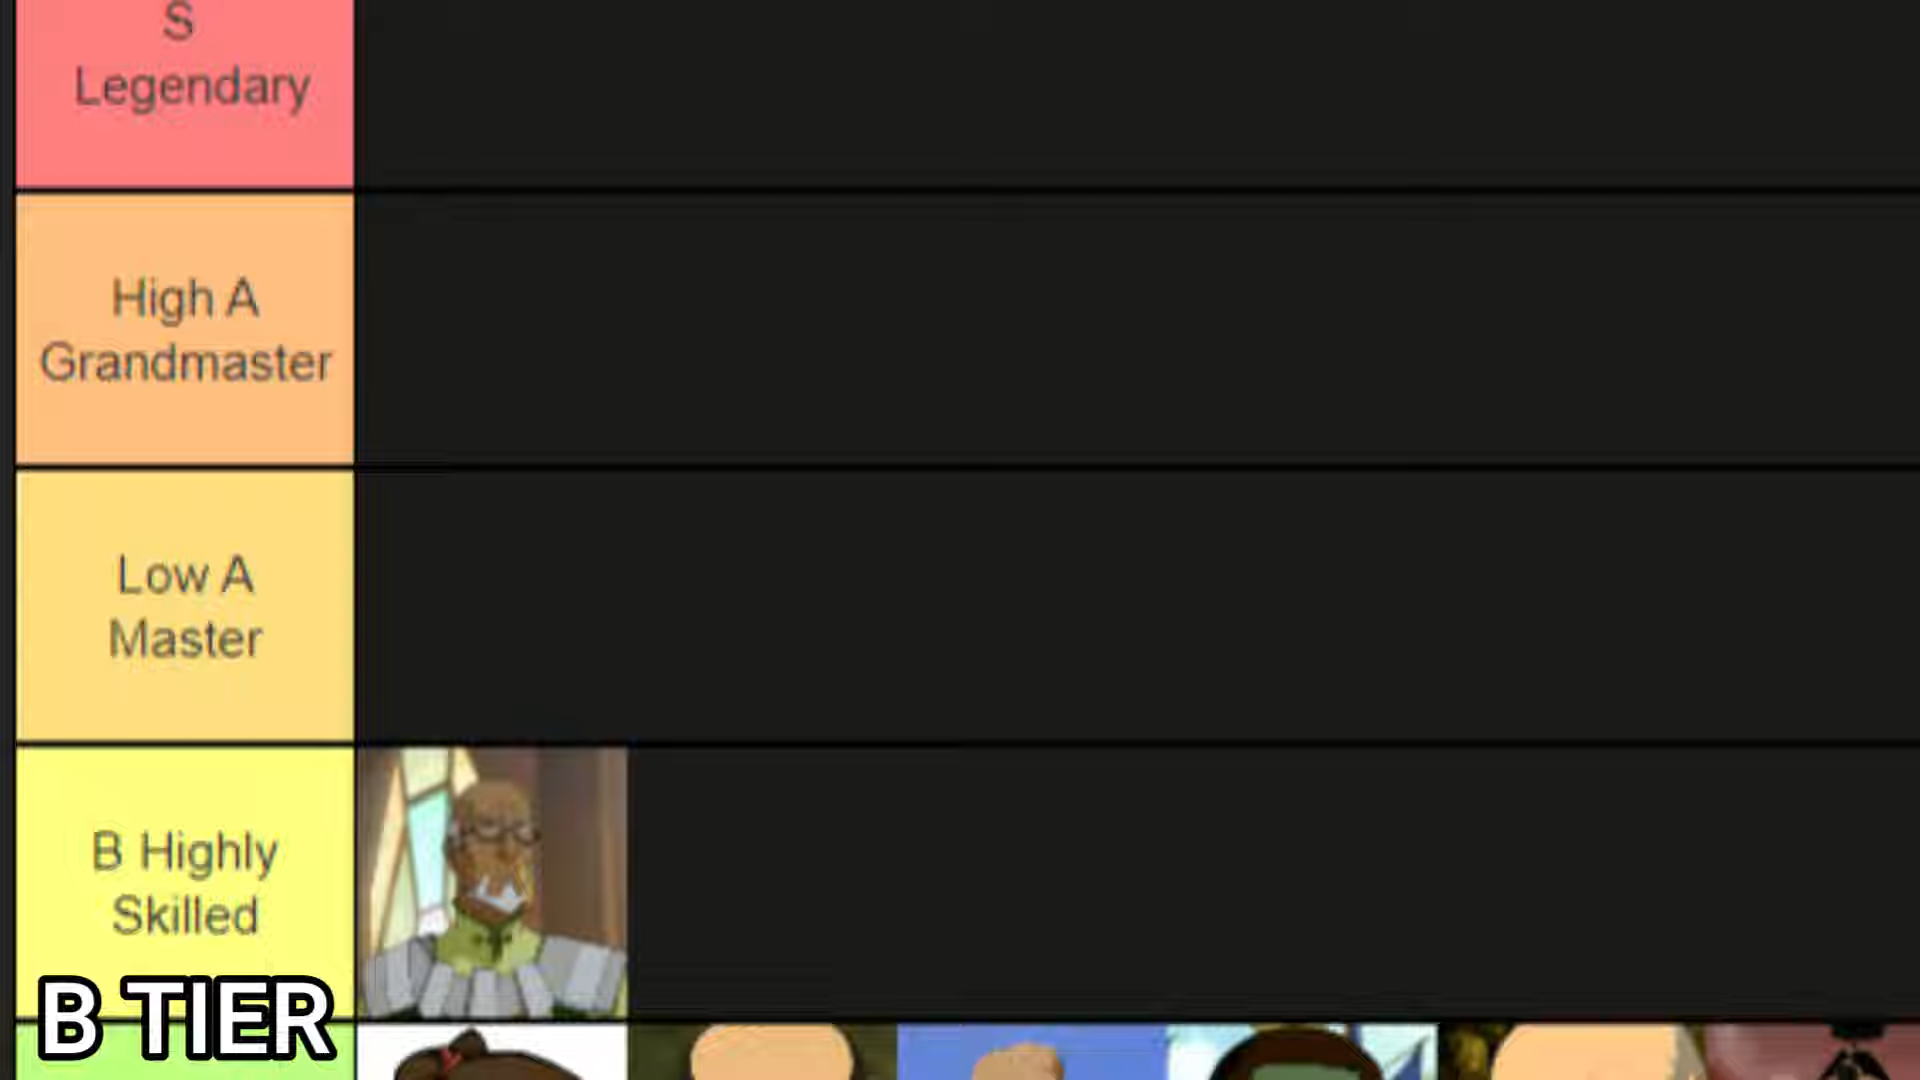 S
Legendary
High A
Grandmaster
Low A
Master
B Highly
Skilled
B TIER